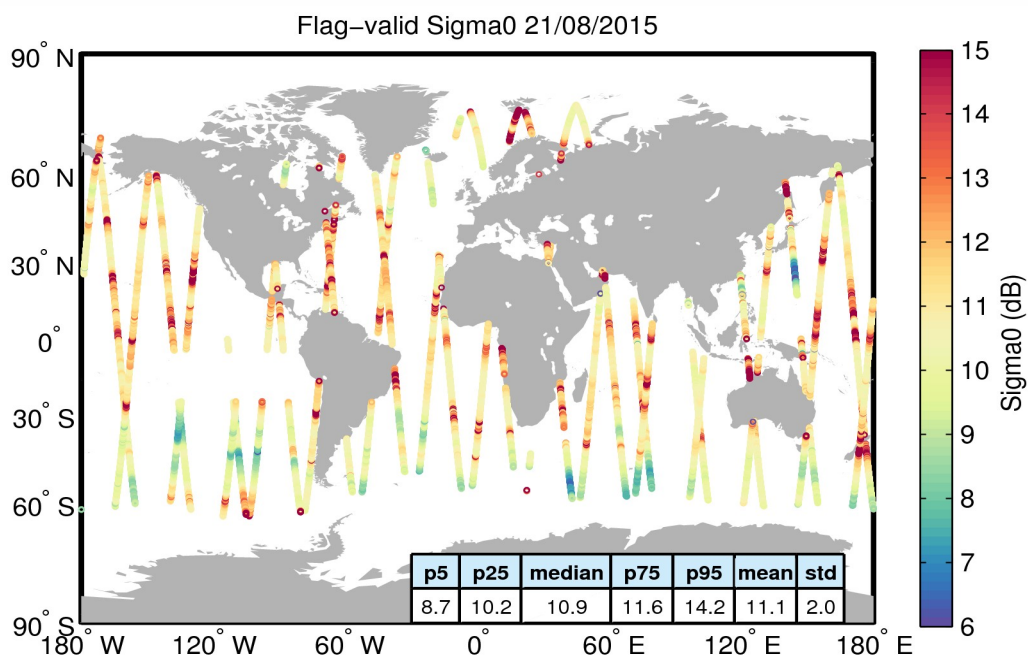 Flag−valid Sigma0 21/08/2015
90° N
60° N
30° N
0°
30° S
60° S
90° S
180° W
120° W
60° W
0°
60° E
120° E
180° E
15
14
13
12
11
10
9
8
7
6
Sigma0 (dB)
p5 p25 median p75 p95 mean std
8.7 10.2 10.9 11.6 14.2 11.1 2.0